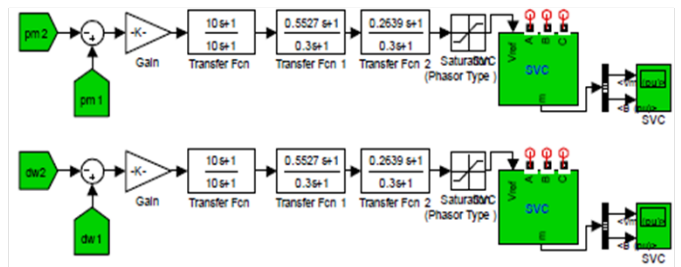 pm2
-
+
-K-
Gain
pm1
10s+1
10s+1
Transfer Fcn
0.5527s+1
0.3s+1
Transfer Fcn 1
0.2639s+1
0.3s+1
Transfer Fcn 2
Saturation
SVC
(Phasor Type)
Vref
A
B
C
SVC
m
SVC
dw2
-
+
-K-
Gain
dw1
10s+1
10s+1
Transfer Fcn
0.5527s+1
0.3s+1
Transfer Fcn 1
0.2639s+1
0.3s+1
Transfer Fcn 2
Saturation
SVC
(Phasor Type)
Vref
A
B
C
SVC
m
SVC